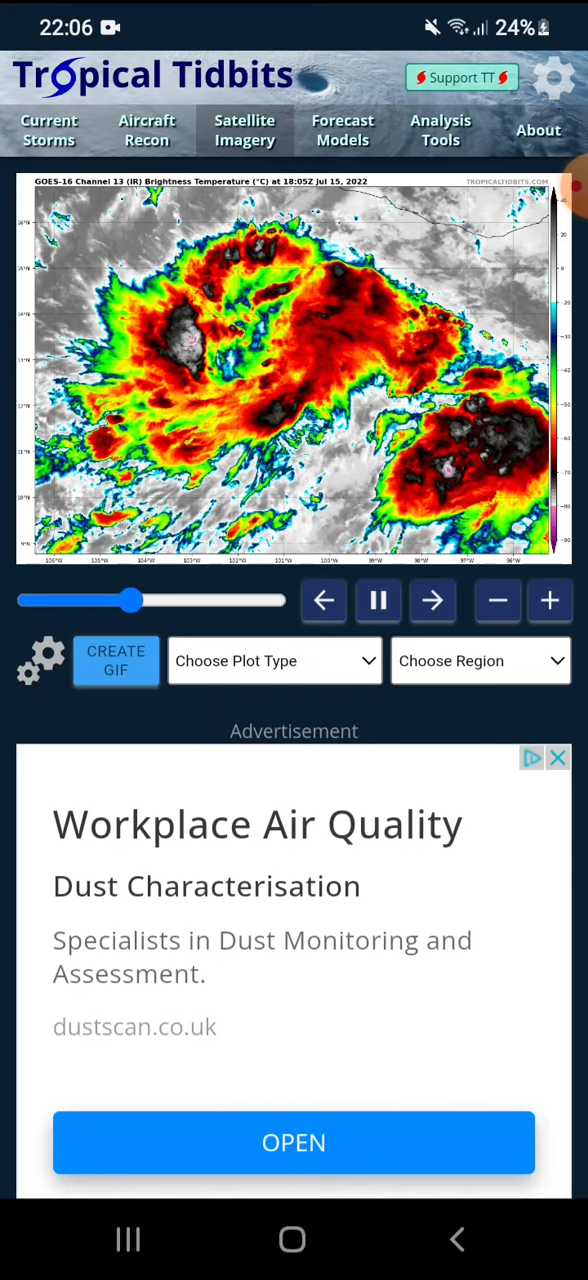 22:06 24%
Tropical Tidbits
Support TT
Current Storms
Aircraft Recon
Satellite Imagery
Forecast Models
Analysis Tools
About
GOES-16 Channel 13 (IR) Brightness Temperature (°C) at 18:05Z Jul 15, 2022 TROPICALTIDBITS.COM
CREATE GIF
Choose Plot Type
Choose Region
Advertisement
Workplace Air Quality
Dust Characterisation
Specialists in Dust Monitoring and
Assessment.
dustscan.co.uk
OPEN